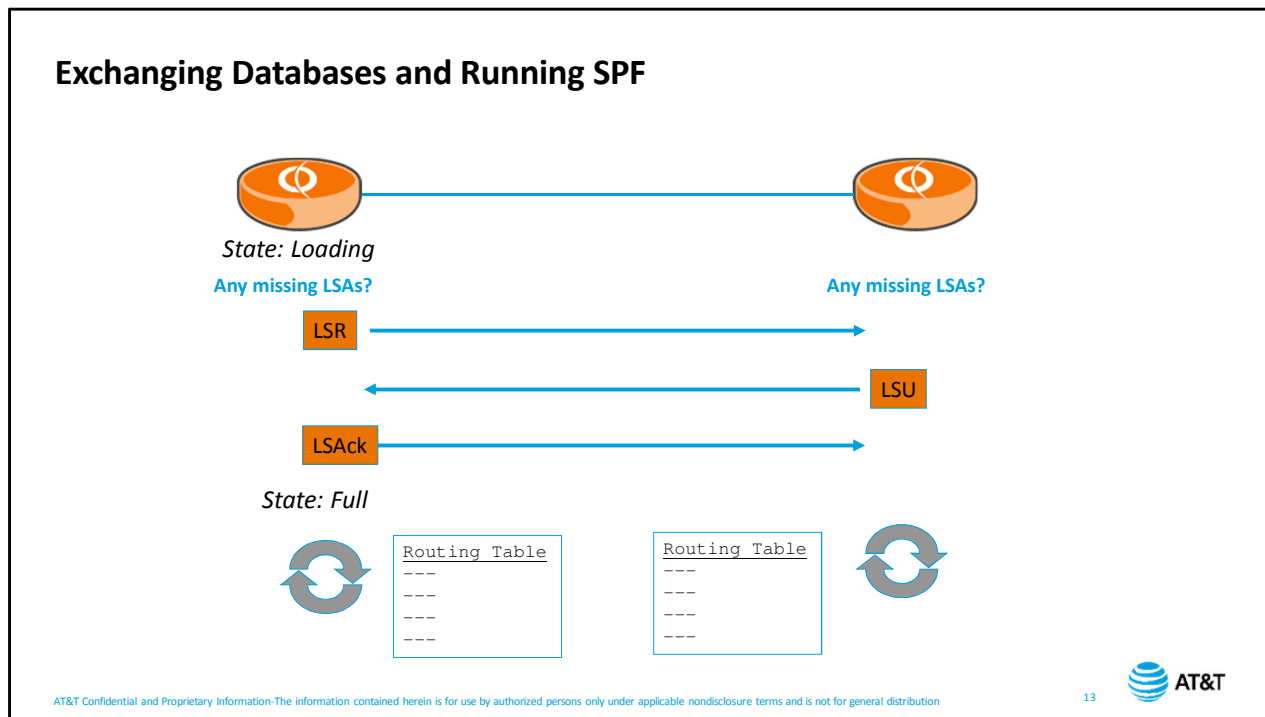 Exchanging Databases and Running SPF
State: Loading
Any missing LSAs?
Any missing LSAs?
LSR
LSU
LSAck
State: Full
Routing Table
---
---
---
---
Routing Table
---
---
---
---
AT&T Confidential and Proprietary Information-The information contained herein is for use by authorized persons only under applicable nondisclosure terms and is not for general distribution
13
AT&T